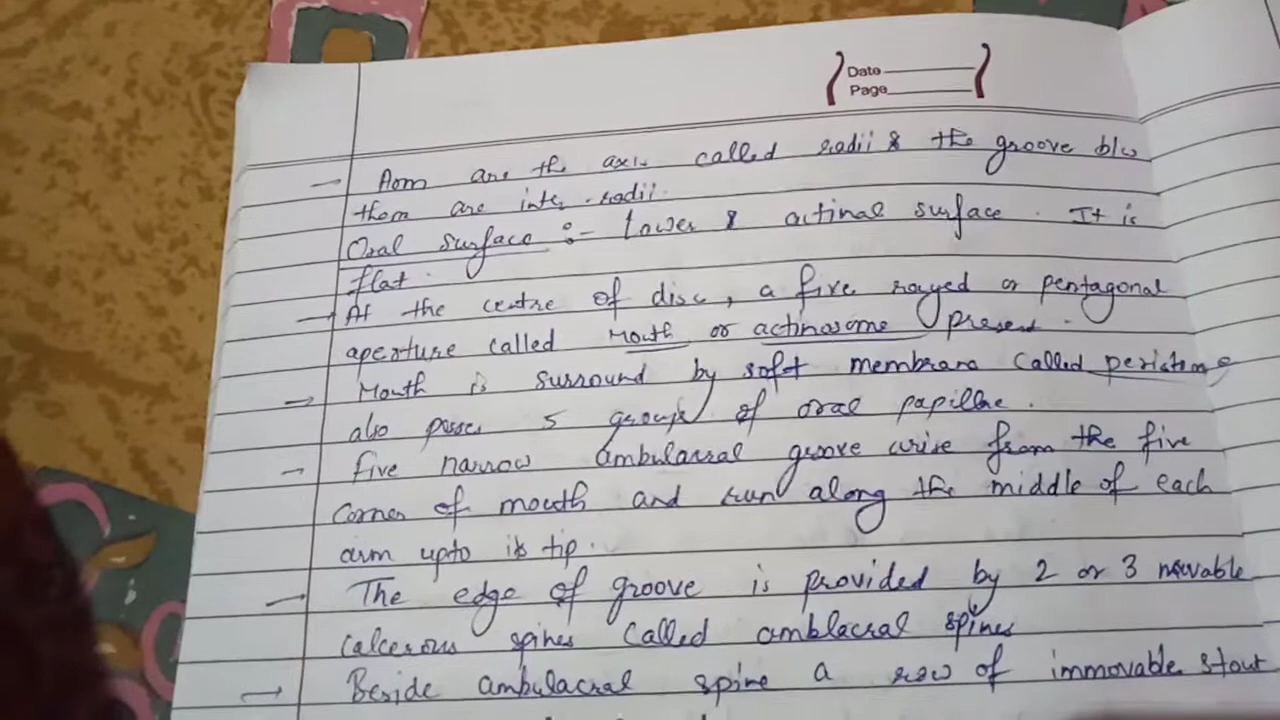 Date
Page
→ Arm are the axis called radii & the groove b/w
them are inter-radii.
Oral surface :- Lower & actinal surface. It is
flat.
→ At the centre of disc, a five rayed or pentagonal
aperture called Mouth or actinosome present.
→ Mouth is surround by soft membrane called peristome
also posses 5 groups of oral papillae.
→ five narrow ambulacral groove arise from the five
corner of mouth and run along the middle of each
arm upto its tip.
→ The edge of groove is provided by 2 or 3 movable
calcerous spines called amblacral spines
→ Beside ambulacral spine a row of immovable stout